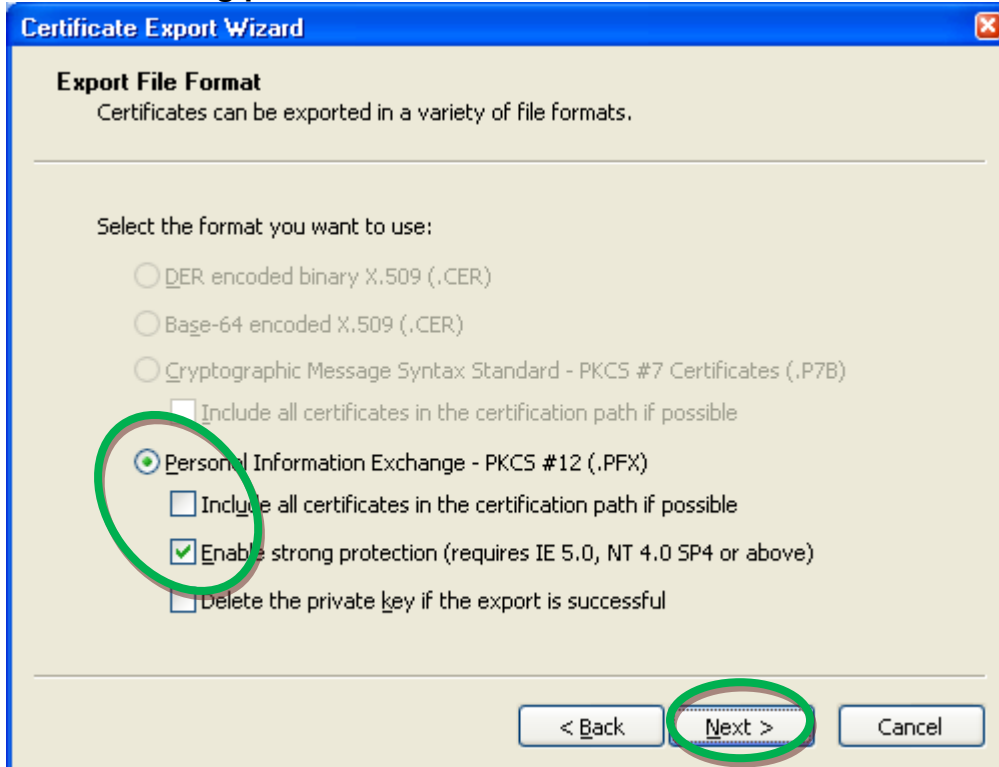 Certificate Export Wizard
Export File Format
Certificates can be exported in a variety of file formats.
Select the format you want to use:
DER encoded binary X.509 (.CER)
Base-64 encoded X.509 (.CER)
Cryptographic Message Syntax Standard - PKCS #7 Certificates (.P7B)
Include all certificates in the certification path if possible
Personal Information Exchange - PKCS #12 (.PFX)
Include all certificates in the certification path if possible
Enable strong protection (requires IE 5.0, NT 4.0 SP4 or above)
Delete the private key if the export is successful
< Back Next > Cancel